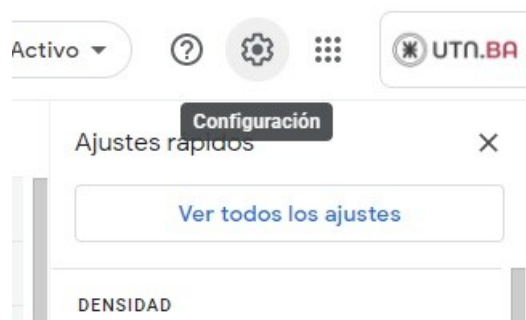 Activo
UTN.BA
Configuración
Ajustes rápidos
Ver todos los ajustes
DENSIDAD